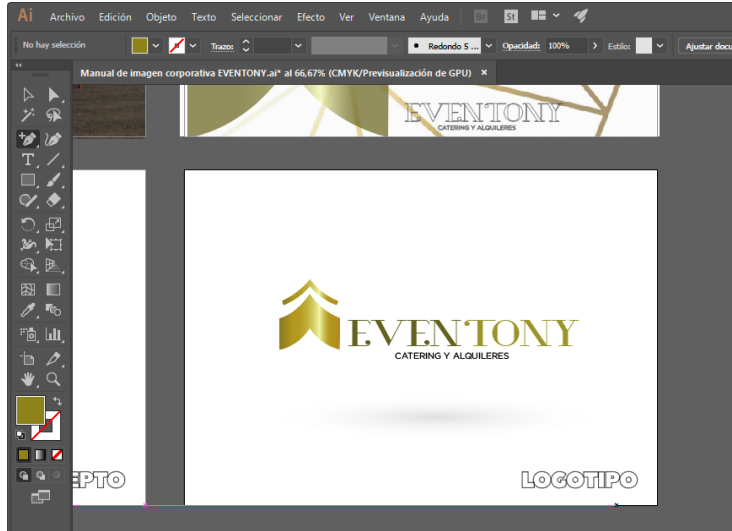 Ai Archivo Edición Objeto Texto Seleccionar Efecto Ver Ventana Ayuda Br St
No hay selección Trazo: Redondo 5 ... Opacidad: 100% Estilo: Ajustar docu
Manual de imagen corporativa EVENTONY.ai* al 66,67% (CMYK/Previsualización de GPU) ×
EVENTONY
CATERING Y ALQUILERES
EVENTONY
CATERING Y ALQUILERES
EPTO
LOGOTIPO